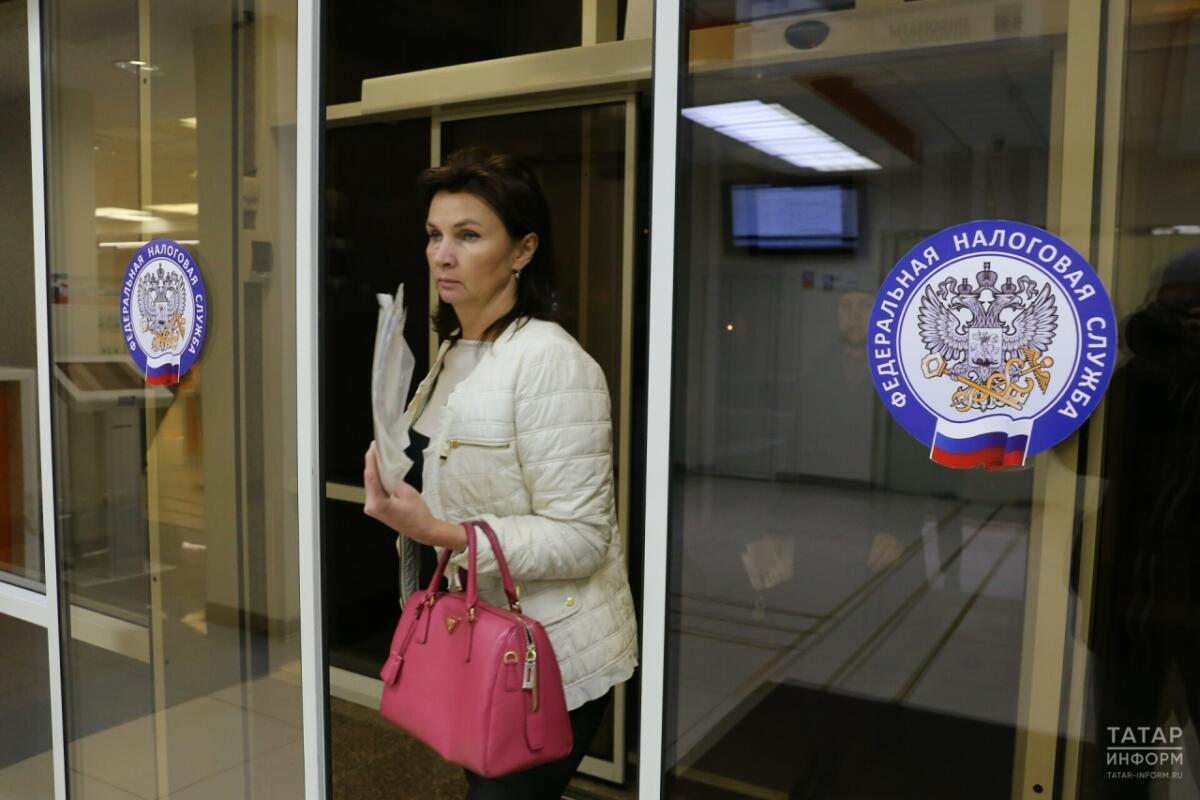 ФЕДЕРАЛЬНАЯ НАЛОГОВАЯ СЛУЖБА
ФЕДЕРАЛЬНАЯ НАЛОГОВАЯ СЛУЖБА
ТАТАР
ИНФОРМ
TATAR-INFORM.RU